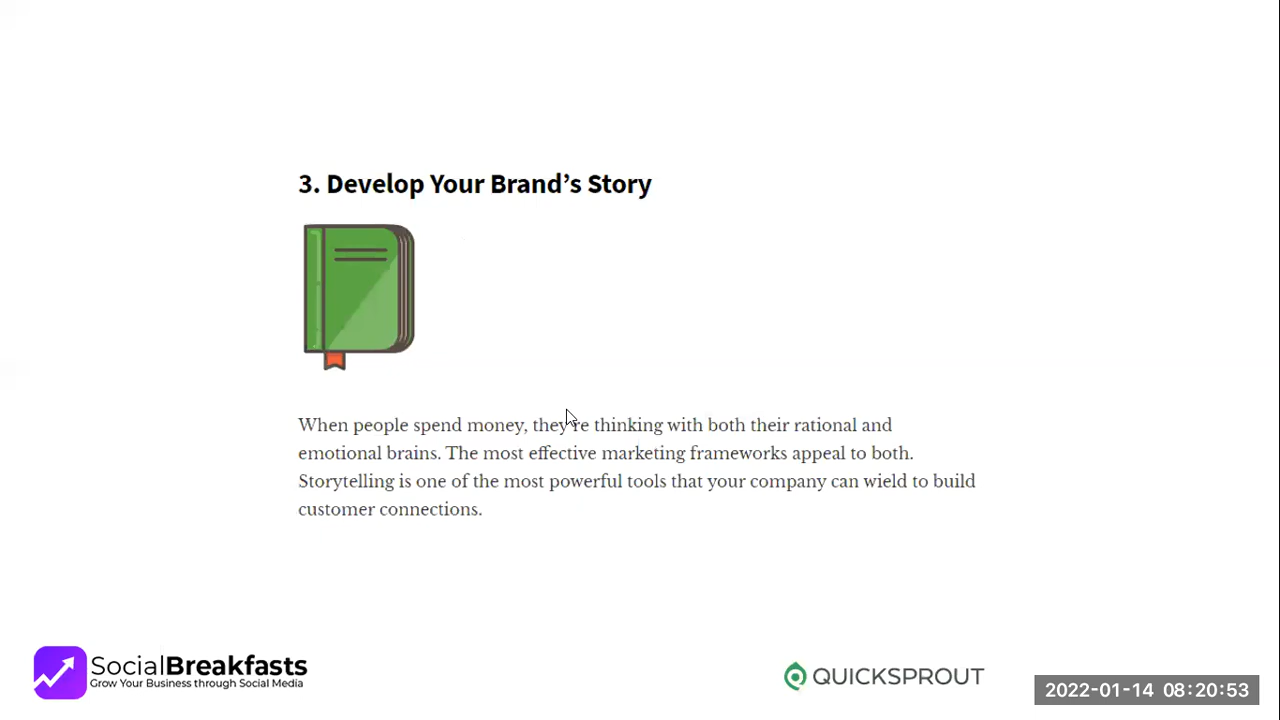 3. Develop Your Brand’s Story
When people spend money, they’re thinking with both their rational and
emotional brains. The most effective marketing frameworks appeal to both.
Storytelling is one of the most powerful tools that your company can wield to build
customer connections.
SocialBreakfasts
Grow Your Business through Social Media
QUICKSPROUT
2022-01-14 08:20:53